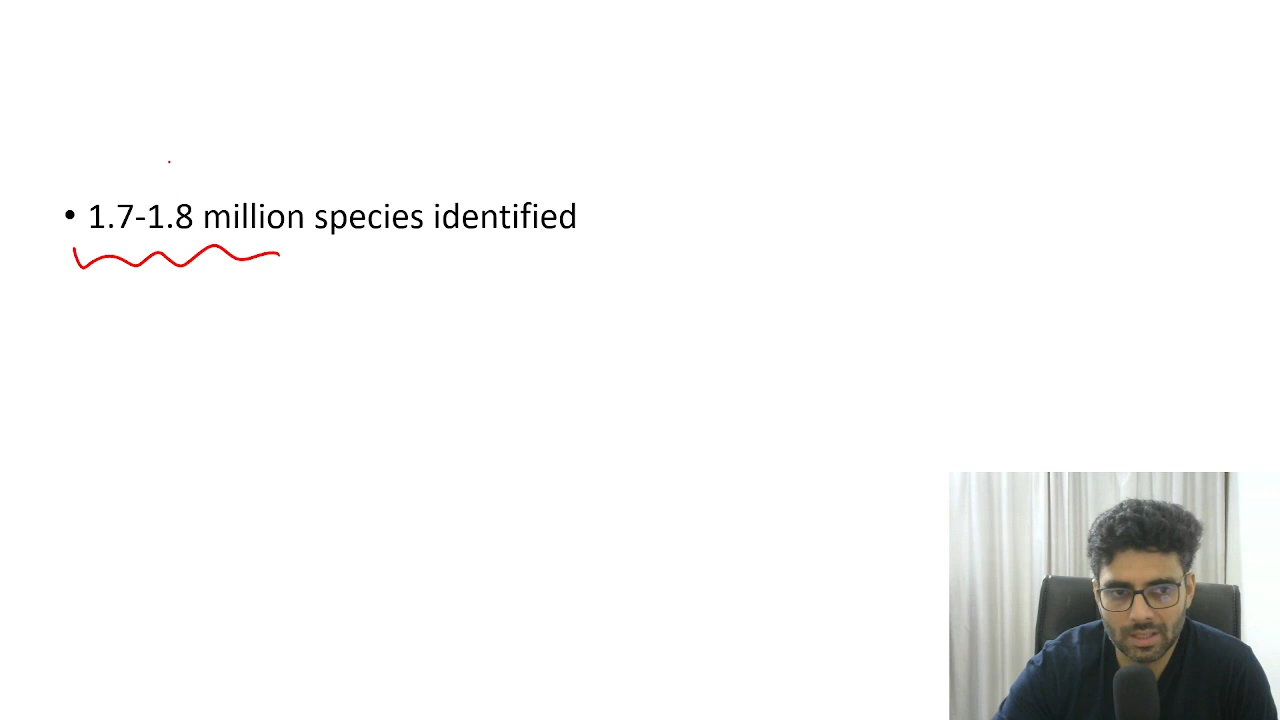 • 1.7-1.8 million species identified